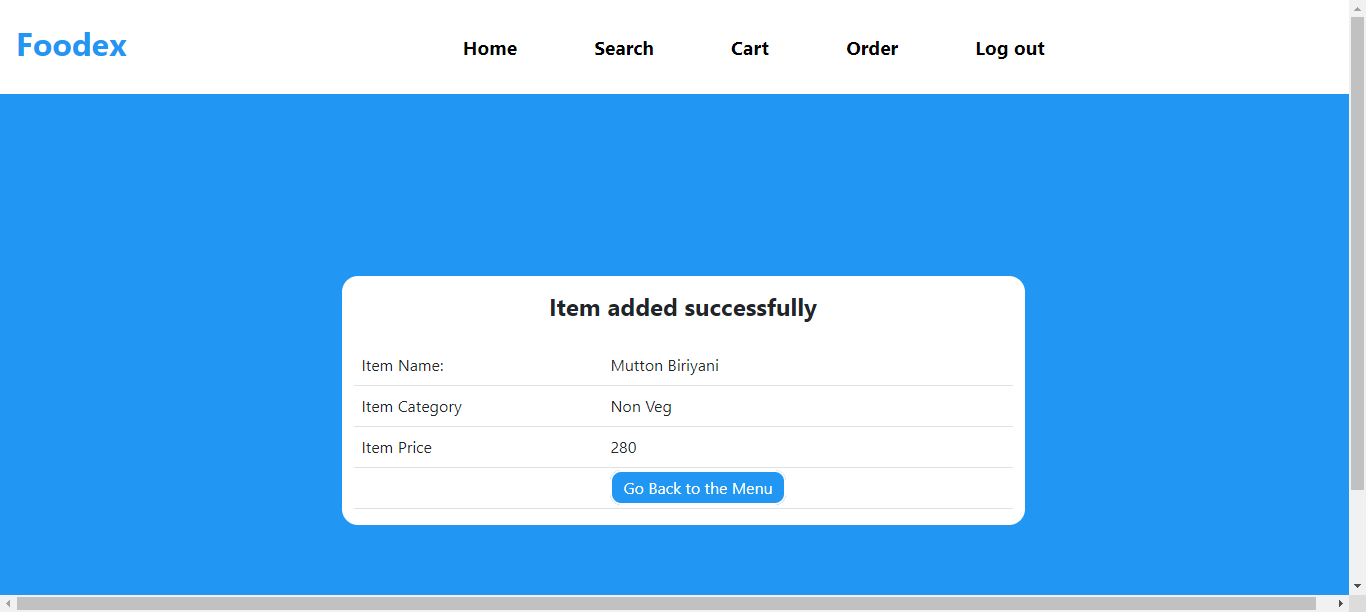 Foodex Home Search Cart Order Log out
Item added successfully
Item Name: Mutton Biriyani
Item Category Non Veg
Item Price 280
Go Back to the Menu